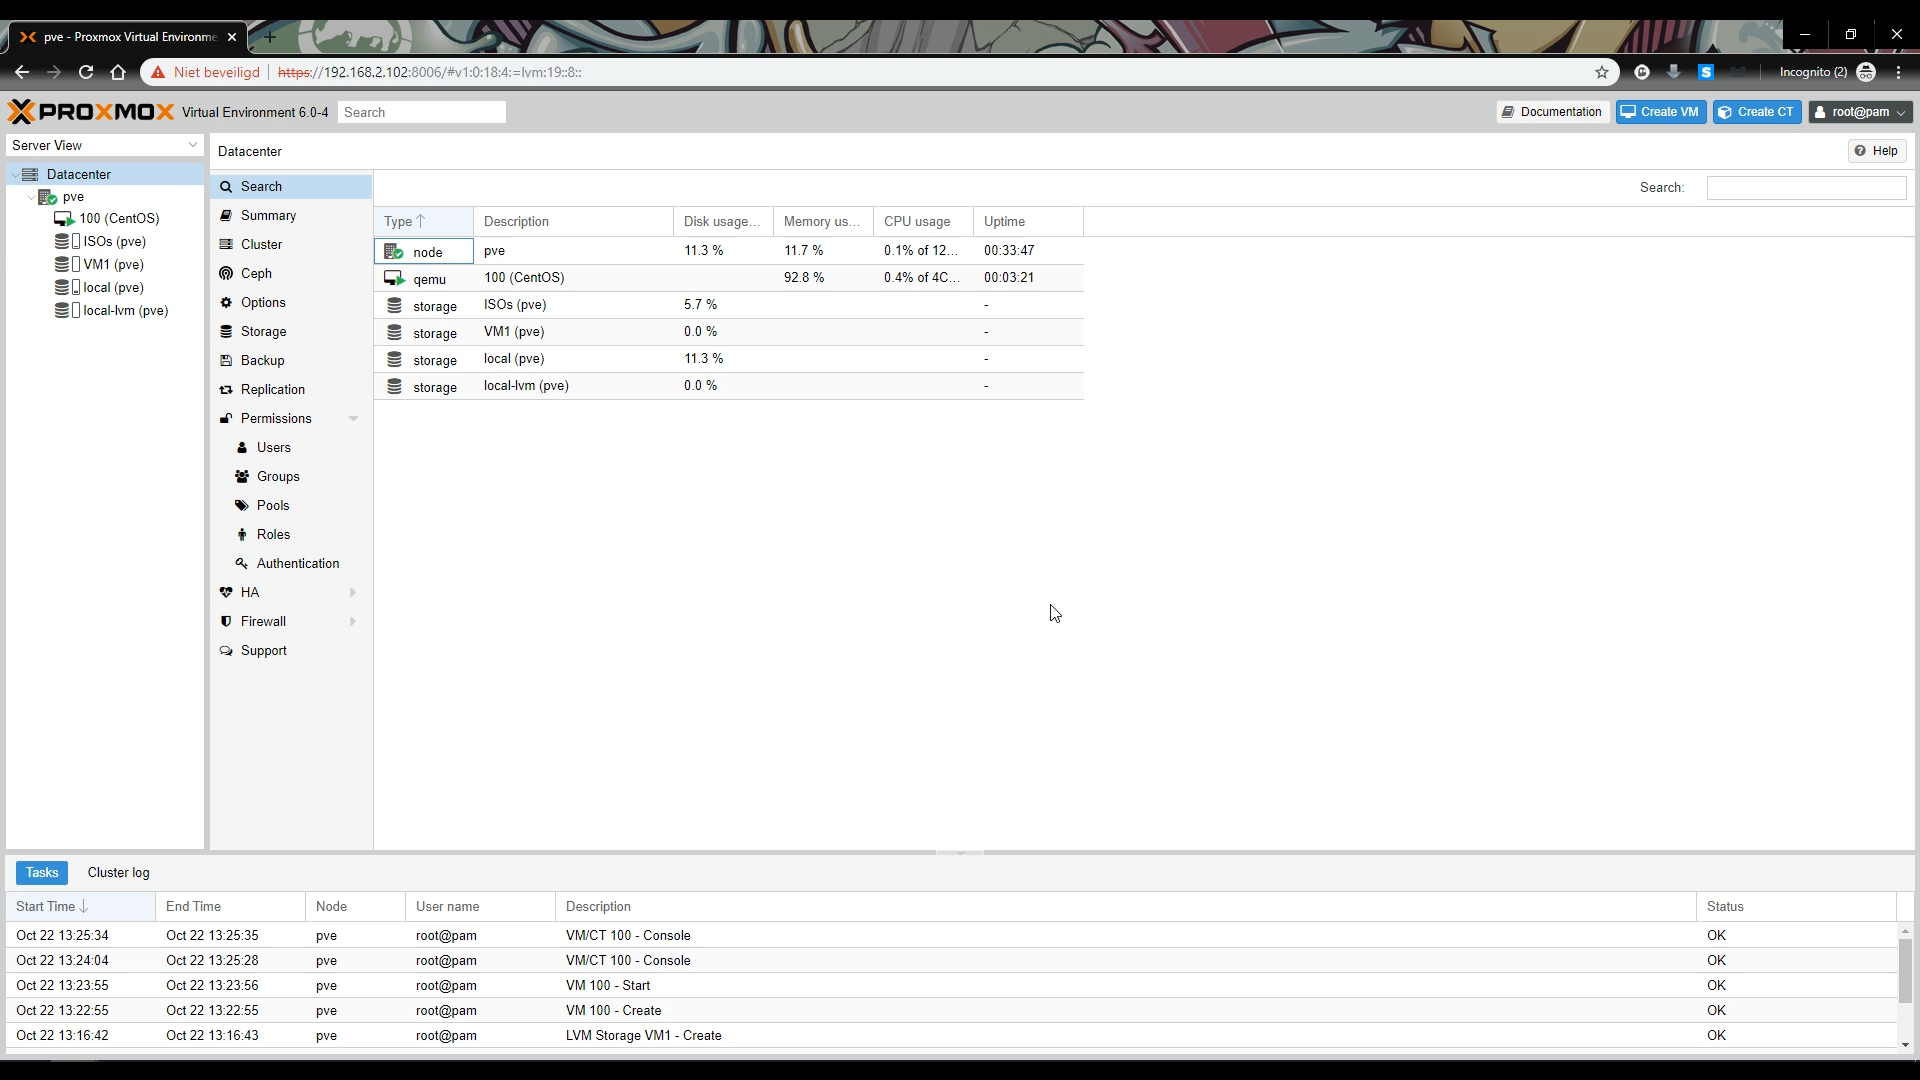 pve - Proxmox Virtual Environme
Niet beveiligd
https://192.168.2.102:8006/#v1:0:18:4:=lvm:19::8::
Incognito (2)
PROXMOX Virtual Environment 6.0-4 Search
Documentation Create VM Create CT root@pam
Server View
Datacenter
pve
100 (CentOS)
ISOs (pve)
VM1 (pve)
local (pve)
local-lvm (pve)
Datacenter
Help
Search
Summary
Cluster
Ceph
Options
Storage
Backup
Replication
Permissions
Users
Groups
Pools
Roles
Authentication
HA
Firewall
Support
Search:
Type Description Disk usage... Memory us... CPU usage Uptime
node pve 11.3 % 11.7 % 0.1% of 12... 00:33:47
qemu 100 (CentOS) 92.8 % 0.4% of 4C... 00:03:21
storage ISOs (pve) 5.7 % -
storage VM1 (pve) 0.0 % -
storage local (pve) 11.3 % -
storage local-lvm (pve) 0.0 % -
Tasks Cluster log
Start Time End Time Node User name Description Status
Oct 22 13:25:34 Oct 22 13:25:35 pve root@pam VM/CT 100 - Console OK
Oct 22 13:24:04 Oct 22 13:25:28 pve root@pam VM/CT 100 - Console OK
Oct 22 13:23:55 Oct 22 13:23:56 pve root@pam VM 100 - Start OK
Oct 22 13:22:55 Oct 22 13:22:55 pve root@pam VM 100 - Create OK
Oct 22 13:16:42 Oct 22 13:16:43 pve root@pam LVM Storage VM1 - Create OK